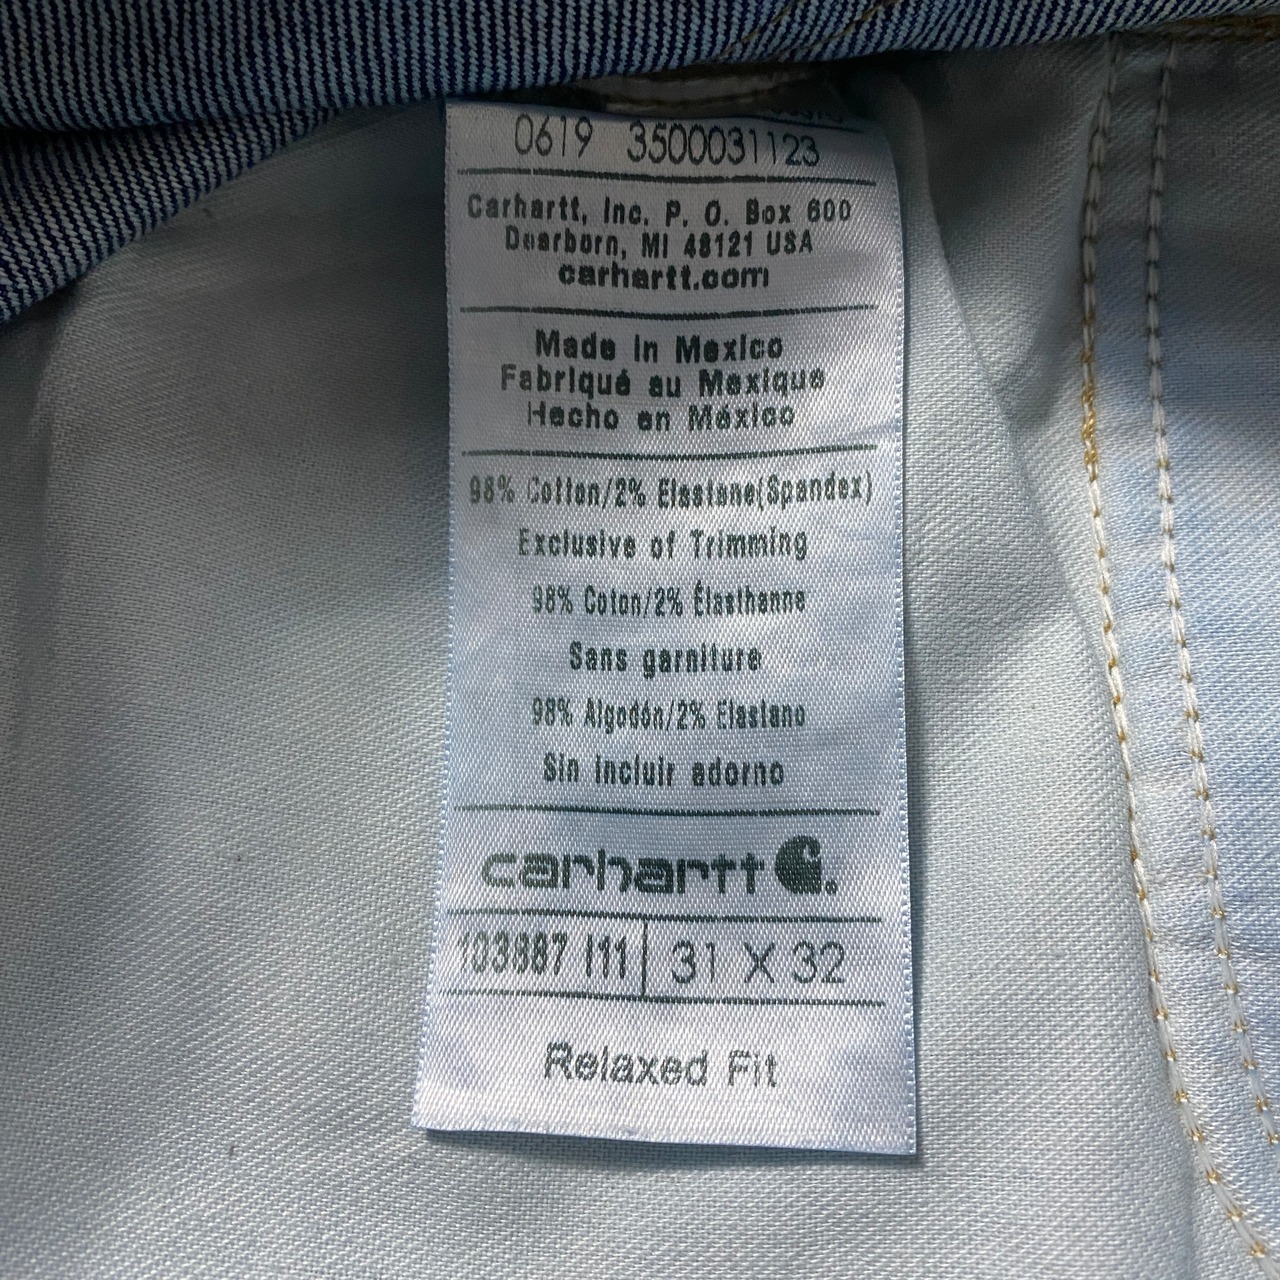 0619 3500031123
Carhartt, Inc. P. O. Box 600
Dearborn, MI 48121 USA
carhartt.com
Made in Mexico
Fabriqué au Mexique
Hecho en México
98% Cotton/2% Elastane(Spandex)
Exclusive of Trimming
98% Coton/2% Élasthanne
Sans garniture
98% Algodón/2% Elastano
Sin incluir adorno
carhartt
103887 I11 31 X 32
Relaxed Fit